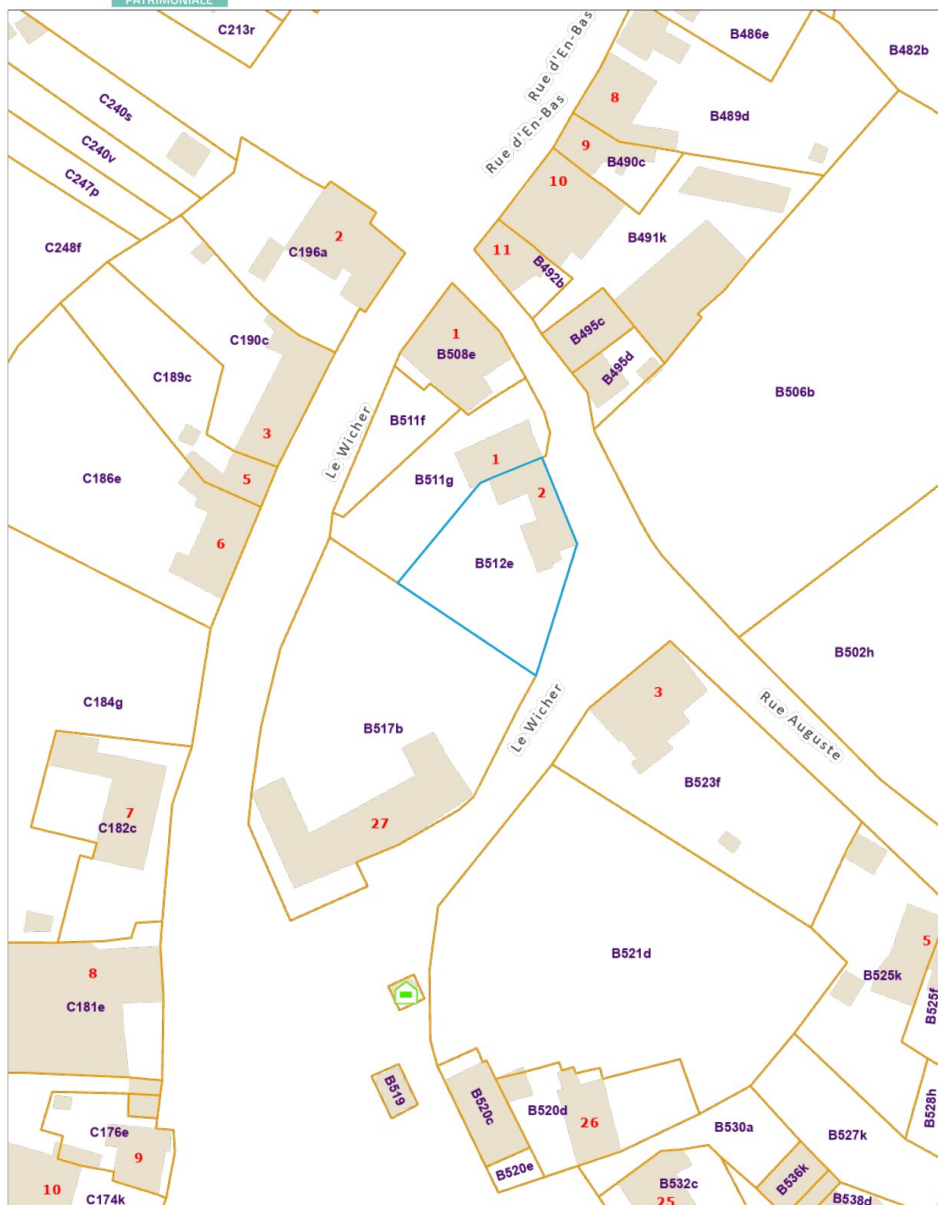 PATRIMONIALE
C213r
Rue d'En-Bas
B486e
B482b
C240s
8
B489d
Rue d'En-Bas
C240v
9
B490c
C247p
10
2
B491k
C248f
C196a
11
B492b
1
B495c
C190c
B508e
B495d
C189c
B506b
B511f
3
Le Wicher
1
C186e
5
B511g
2
6
B512e
B502h
3
C184g
Le Wicher
Rue Auguste
B517b
B523f
7
27
C182c
5
B521d
8
B525k
C181e
B525f
B519
B520c
B520d
26
B528h
C176e
B530a
B527k
9
B520e
B536k
10
B532c
C174k
25
B538d